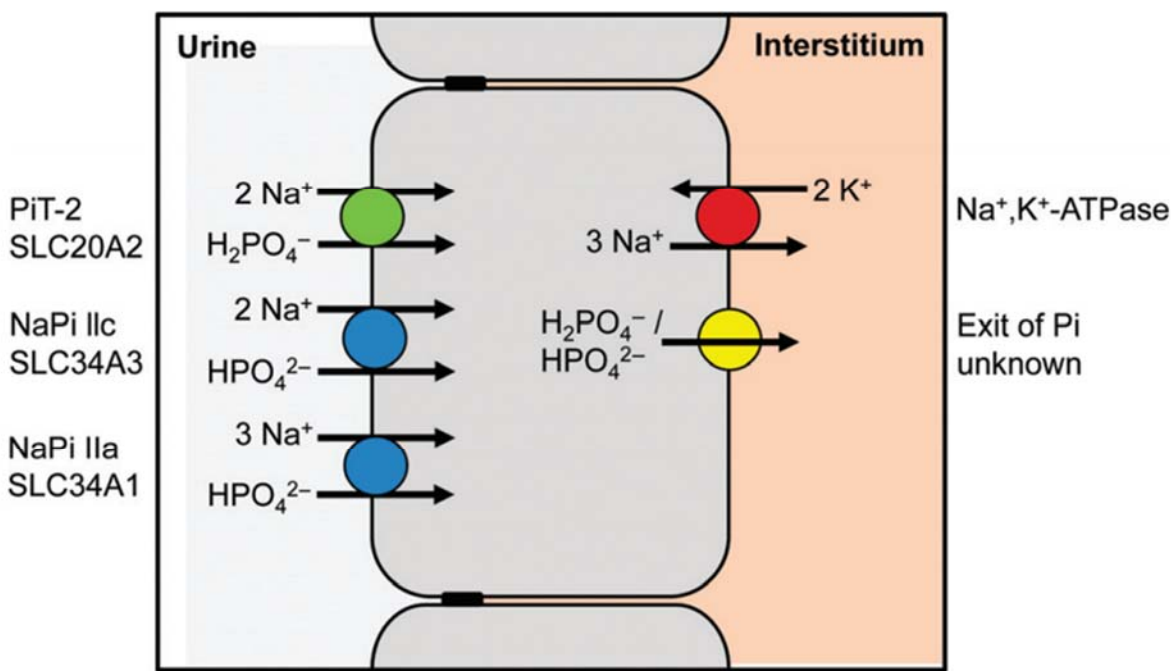 Urine
Interstitium
PiT-2
SLC20A2
2 Na⁺
H₂PO₄⁻
NaPi IIc
SLC34A3
2 Na⁺
HPO₄²⁻
NaPi IIa
SLC34A1
3 Na⁺
HPO₄²⁻
2 K⁺
3 Na⁺
Na⁺,K⁺-ATPase
H₂PO₄⁻ /
HPO₄²⁻
Exit of Pi
unknown